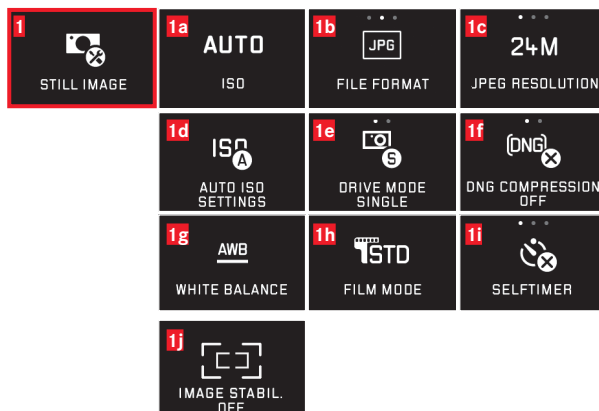 1
STILL IMAGE
1a
AUTO
ISO
1b
JPG
FILE FORMAT
1c
24M
JPEG RESOLUTION
1d
ISO
A
AUTO ISO
SETTINGS
1e
S
DRIVE MODE
SINGLE
1f
(DNG)
DNG COMPRESSION
OFF
1g
AWB
WHITE BALANCE
1h
STD
FILM MODE
1i
SELFTIMER
1j
IMAGE STABIL.
OFF